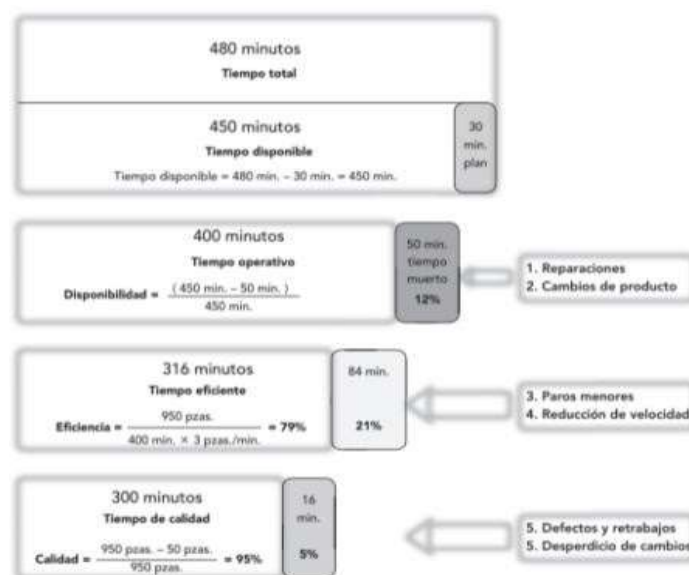 480 minutos
Tiempo total
450 minutos
Tiempo disponible
Tiempo disponible = 480 min. − 30 min. = 450 min.
30
min.
plan
400 minutos
Tiempo operativo
Disponibilidad = (450 min. − 50 min.)
450 min.
50 min.
tiempo
muerto
12%
1. Reparaciones
2. Cambios de producto
316 minutos
Tiempo eficiente
Eficiencia = 950 pzas. = 79%
400 min. × 3 pzas./min.
84 min.
21%
3. Paros menores
4. Reducción de velocidad
300 minutos
Tiempo de calidad
Calidad = 950 pzas. − 50 pzas. = 95%
950 pzas.
16
min.
5%
5. Defectos y retrabajos
5. Desperdicio de cambios